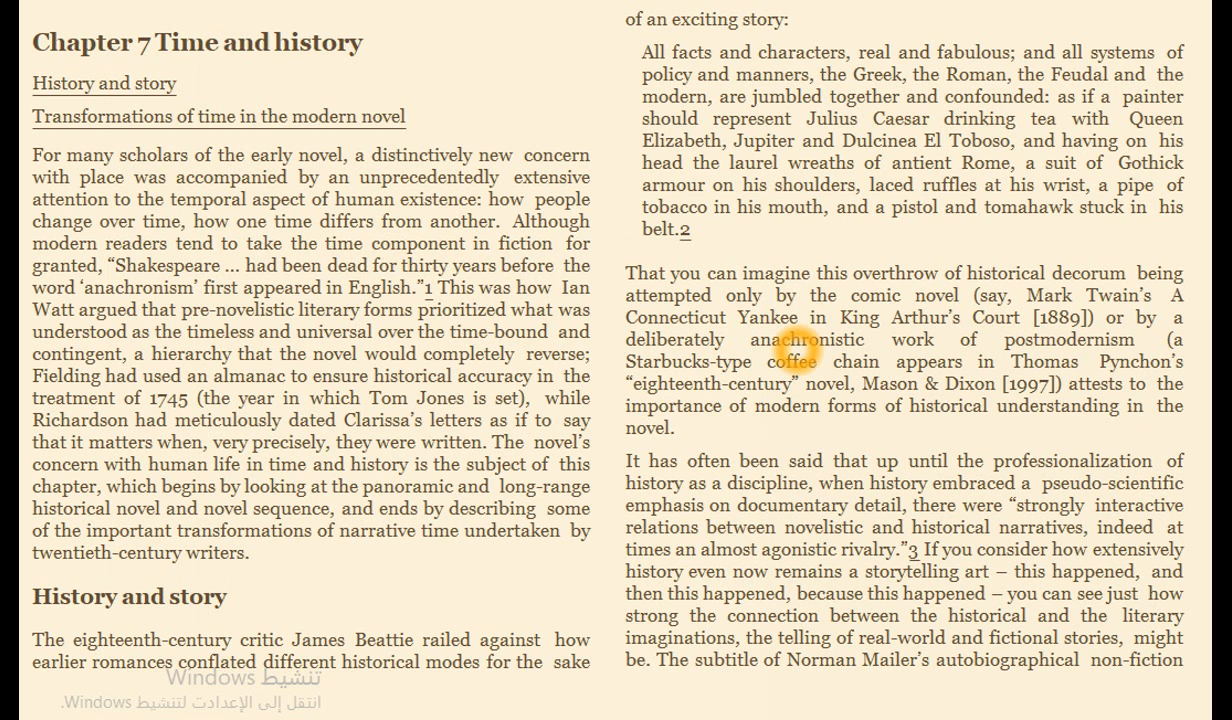 Chapter 7 Time and history
History and story
Transformations of time in the modern novel
For many scholars of the early novel, a distinctively new concern
with place was accompanied by an unprecedentedly extensive
attention to the temporal aspect of human existence: how people
change over time, how one time differs from another. Although
modern readers tend to take the time component in fiction for
granted, “Shakespeare ... had been dead for thirty years before the
word ‘anachronism’ first appeared in English.”1 This was how Ian
Watt argued that pre-novelistic literary forms prioritized what was
understood as the timeless and universal over the time-bound and
contingent, a hierarchy that the novel would completely reverse;
Fielding had used an almanac to ensure historical accuracy in the
treatment of 1745 (the year in which Tom Jones is set), while
Richardson had meticulously dated Clarissa’s letters as if to say
that it matters when, very precisely, they were written. The novel’s
concern with human life in time and history is the subject of this
chapter, which begins by looking at the panoramic and long-range
historical novel and novel sequence, and ends by describing some
of the important transformations of narrative time undertaken by
twentieth-century writers.
History and story
The eighteenth-century critic James Beattie railed against how
earlier romances conflated different historical modes for the sake
of an exciting story:
All facts and characters, real and fabulous; and all systems of
policy and manners, the Greek, the Roman, the Feudal and the
modern, are jumbled together and confounded: as if a painter
should represent Julius Caesar drinking tea with Queen
Elizabeth, Jupiter and Dulcinea El Toboso, and having on his
head the laurel wreaths of antient Rome, a suit of Gothick
armour on his shoulders, laced ruffles at his wrist, a pipe of
tobacco in his mouth, and a pistol and tomahawk stuck in his
belt.2
That you can imagine this overthrow of historical decorum being
attempted only by the comic novel (say, Mark Twain’s A
Connecticut Yankee in King Arthur’s Court [1889]) or by a
deliberately anachronistic work of postmodernism (a
Starbucks-type coffee chain appears in Thomas Pynchon’s
“eighteenth-century” novel, Mason & Dixon [1997]) attests to the
importance of modern forms of historical understanding in the
novel.
It has often been said that up until the professionalization of
history as a discipline, when history embraced a pseudo-scientific
emphasis on documentary detail, there were “strongly interactive
relations between novelistic and historical narratives, indeed at
times an almost agonistic rivalry.”3 If you consider how extensively
history even now remains a storytelling art – this happened, and
then this happened, because this happened – you can see just how
strong the connection between the historical and the literary
imaginations, the telling of real-world and fictional stories, might
be. The subtitle of Norman Mailer’s autobiographical non-fiction
تنشيط Windows
انتقل إلى الإعدادت لتنشيط Windows.